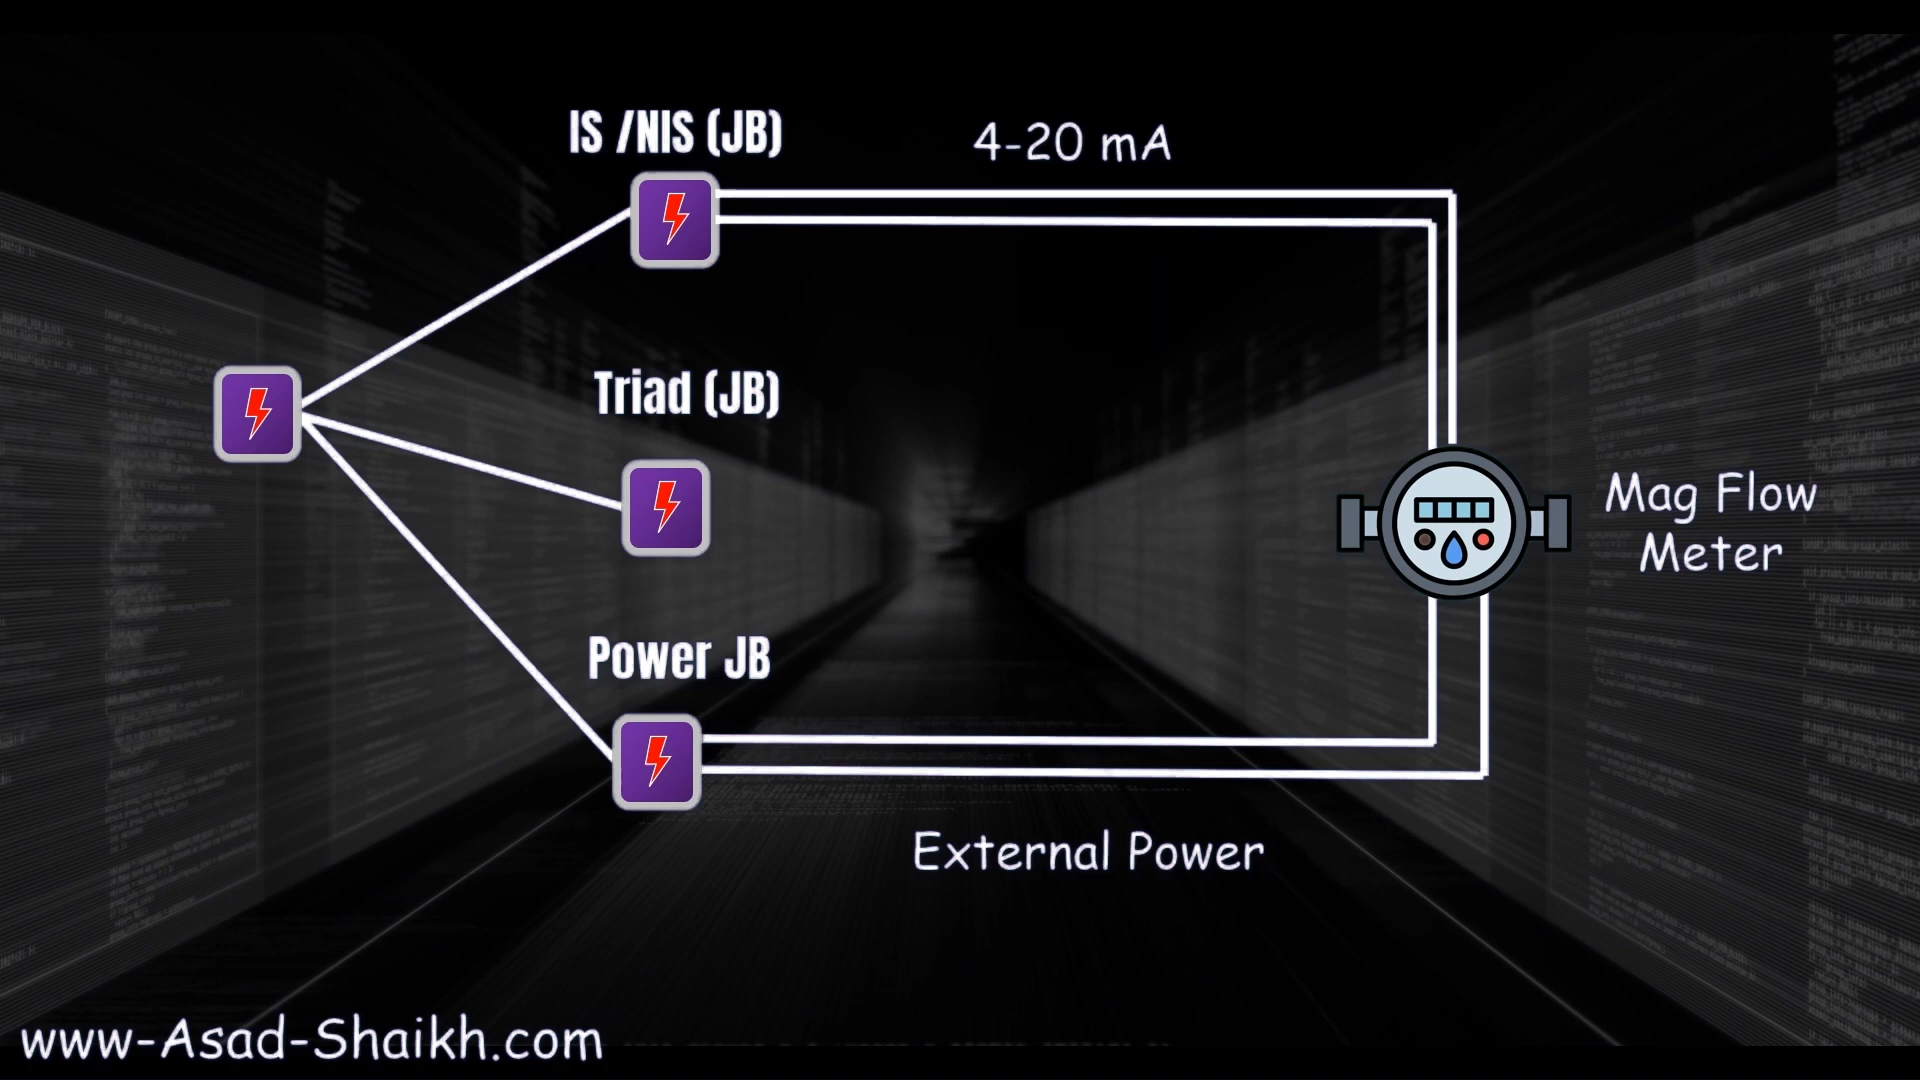 IS /NIS (JB)
4-20 mA
Triad (JB)
Mag Flow
Meter
Power JB
External Power
www-Asad-Shaikh.com